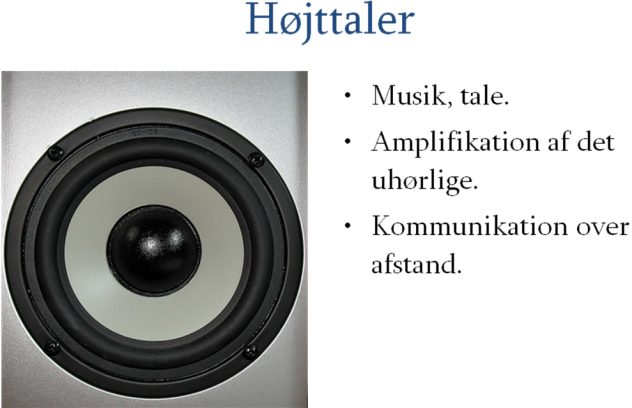 Højttaler
• Musik, tale.
• Amplifikation af det
uhørlige.
• Kommunikation over
afstand.